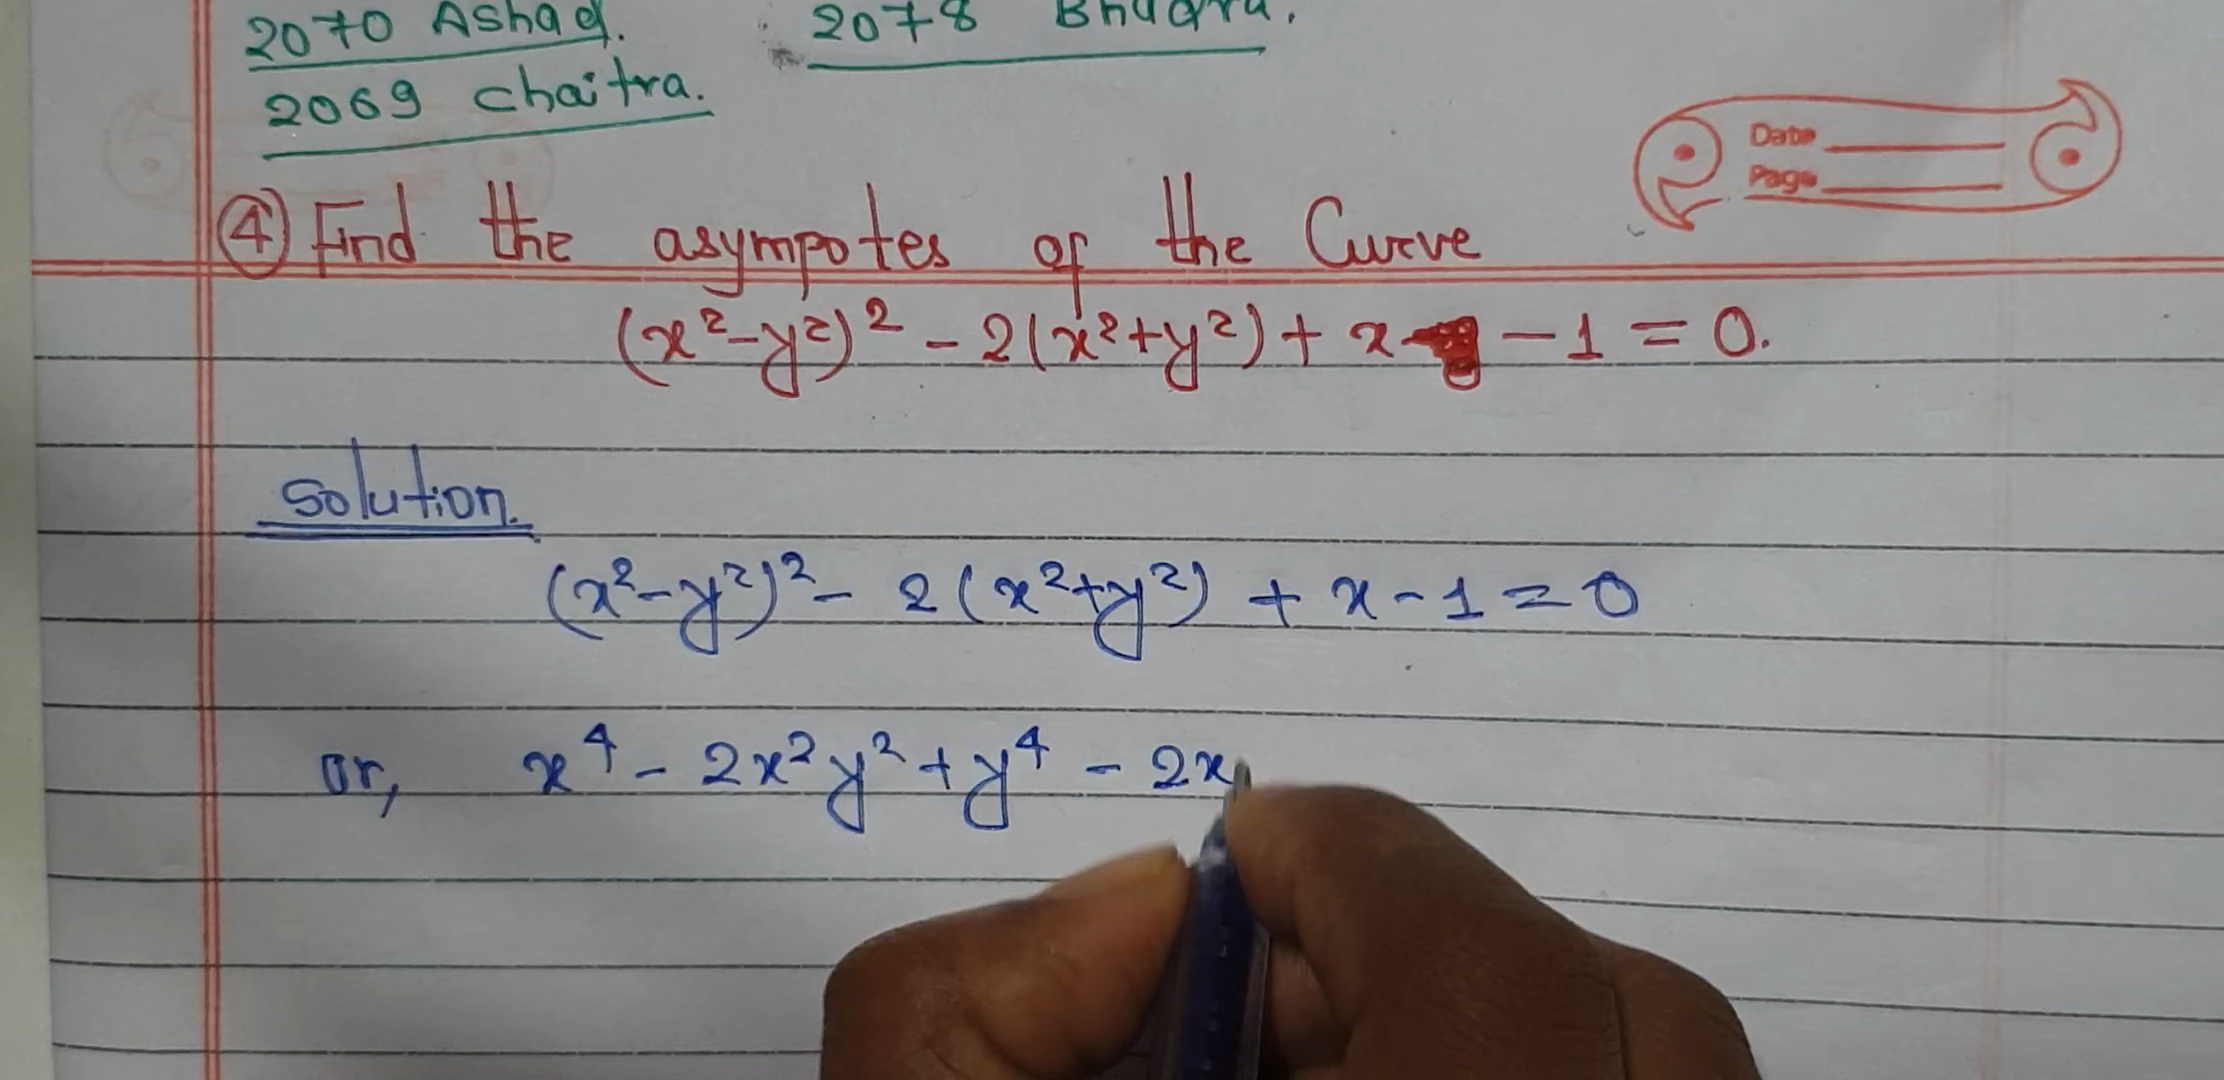 2070 Ashad. 2078 Bhadra.
2069 chaitra.
Date
Page
④ Find the asympotes of the Curve
(x²-y²)² - 2(x²+y²) + x - 1 = 0.
Solution.
(x²-y²)² - 2(x²+y²) + x - 1 = 0
or, x⁴ - 2x²y² + y⁴ - 2x